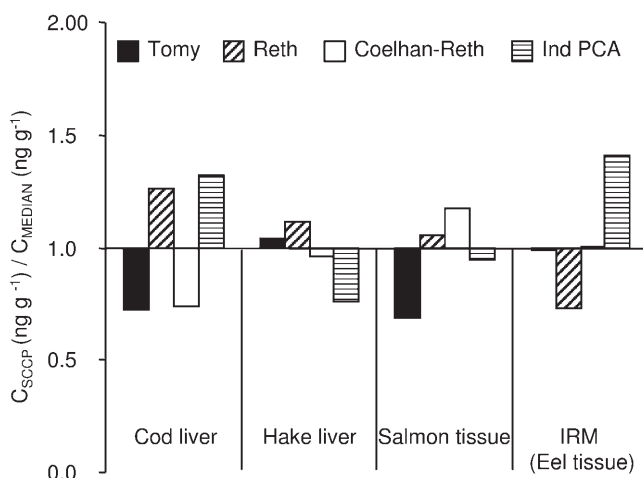 2.00
Tomy Reth Coelhan-Reth Ind PCA
1.50
1.0
0.5
0.0
C_SCCP (ng g⁻¹) / C_MEDIAN (ng g⁻¹)
Cod liver Hake liver Salmon tissue IRM
(Eel tissue)